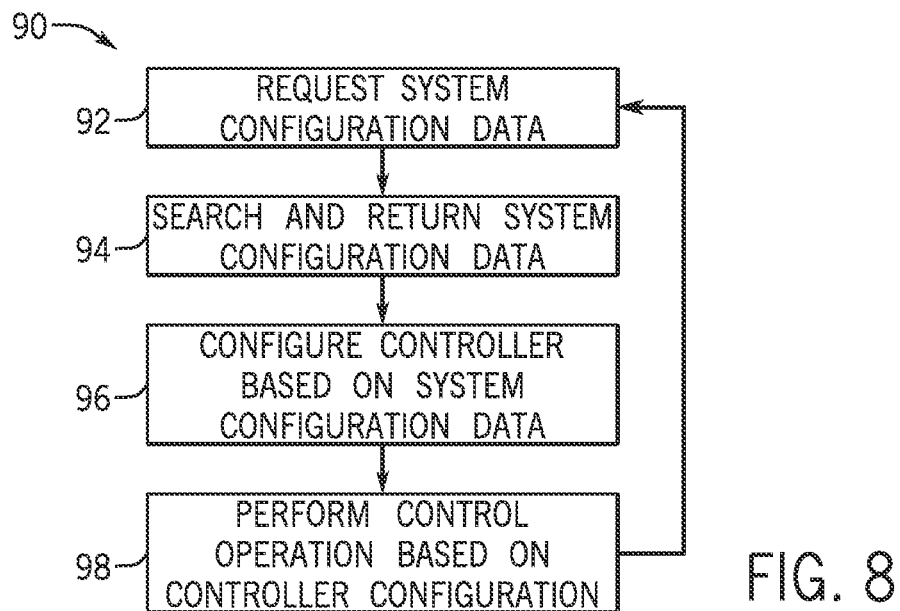 90
92
REQUEST SYSTEM
CONFIGURATION DATA
94
SEARCH AND RETURN SYSTEM
CONFIGURATION DATA
96
CONFIGURE CONTROLLER
BASED ON SYSTEM
CONFIGURATION DATA
98
PERFORM CONTROL
OPERATION BASED ON
CONTROLLER CONFIGURATION
FIG. 8